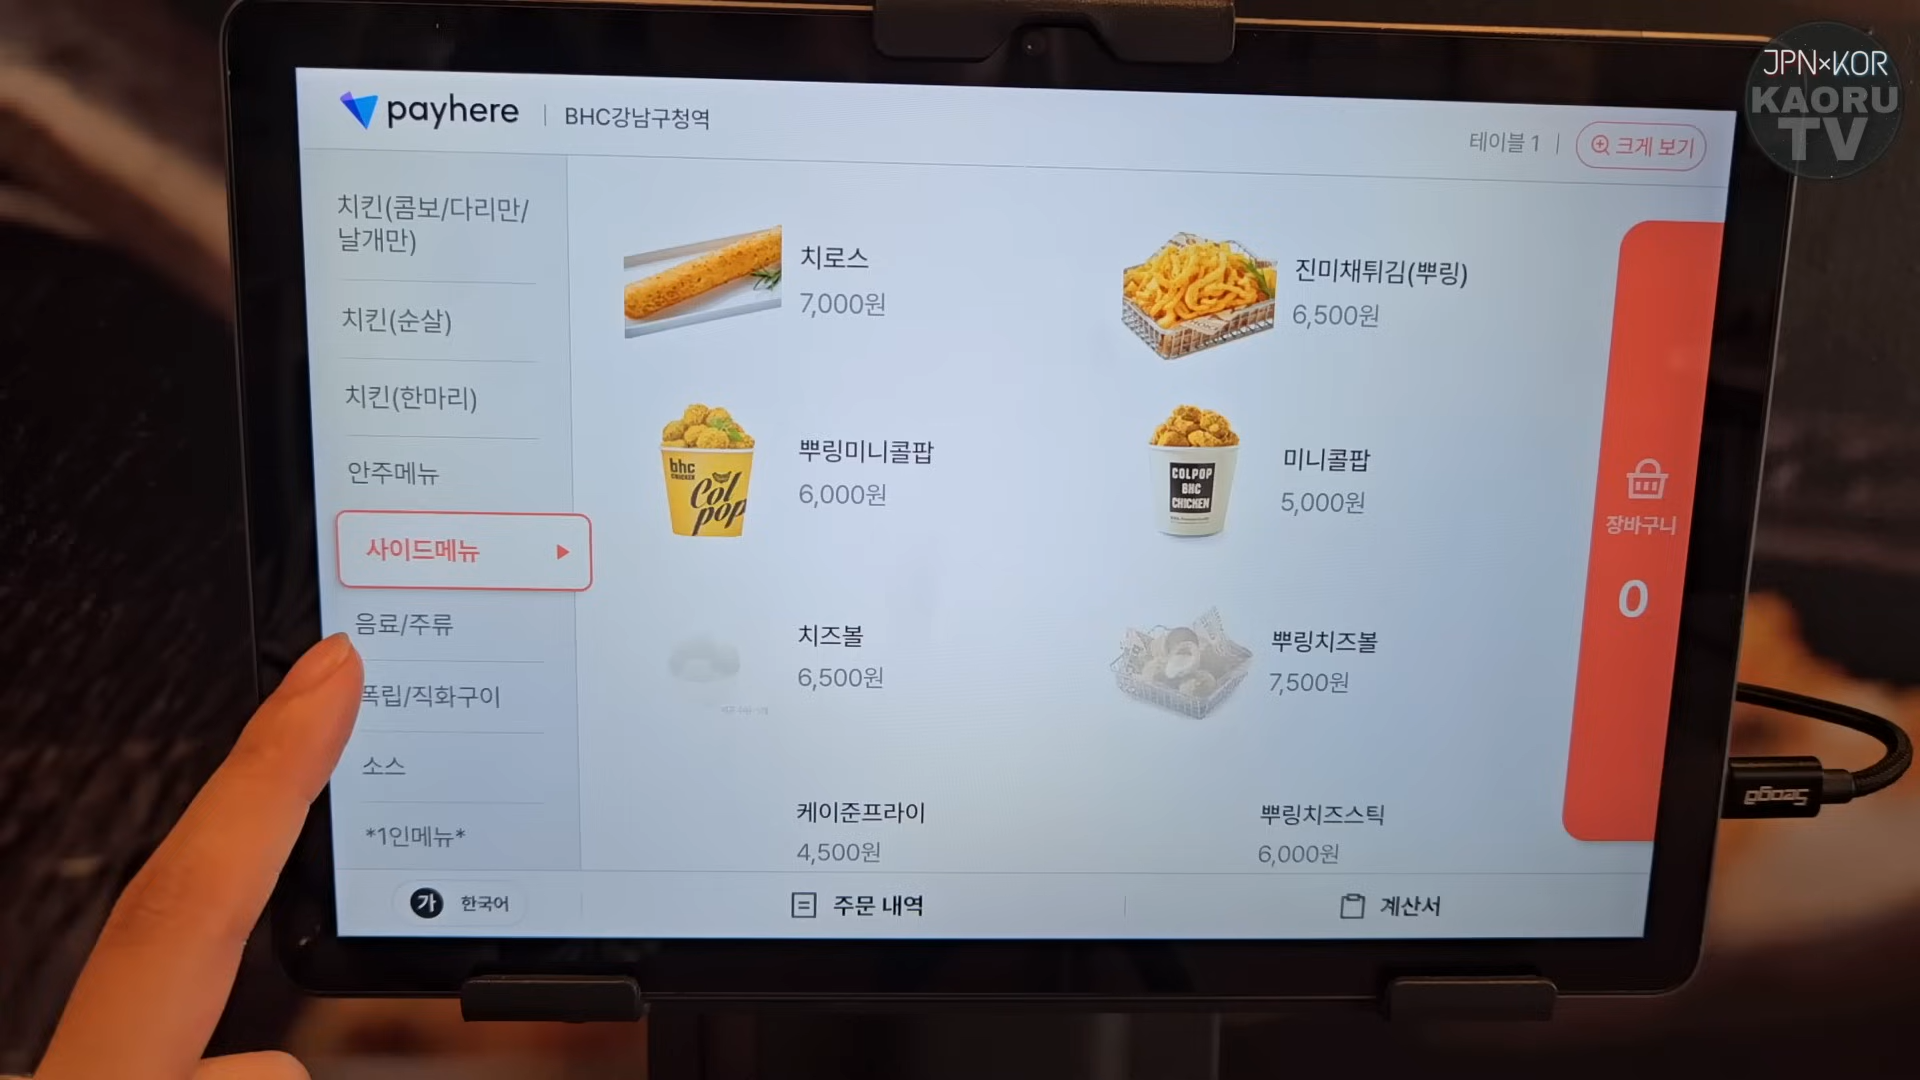 payhere | BHC강남구청역
테이블 1 | 크게 보기
치킨(콤보/다리만/
날개만)
치킨(순살)
치킨(한마리)
안주메뉴
사이드메뉴
음료/주류
폭립/직화구이
소스
*1인메뉴*
치로스
7,000원
진미채튀김(뿌링)
6,500원
bhc
CHICKEN
Col
pop
뿌링미니콜팝
6,000원
COLPOP
BHC
CHICKEN
미니콜팝
5,000원
치즈볼
6,500원
뿌링치즈볼
7,500원
케이준프라이
4,500원
뿌링치즈스틱
6,000원
장바구니
0
가 한국어
주문 내역
계산서
JPN×KOR
KAORU
TV